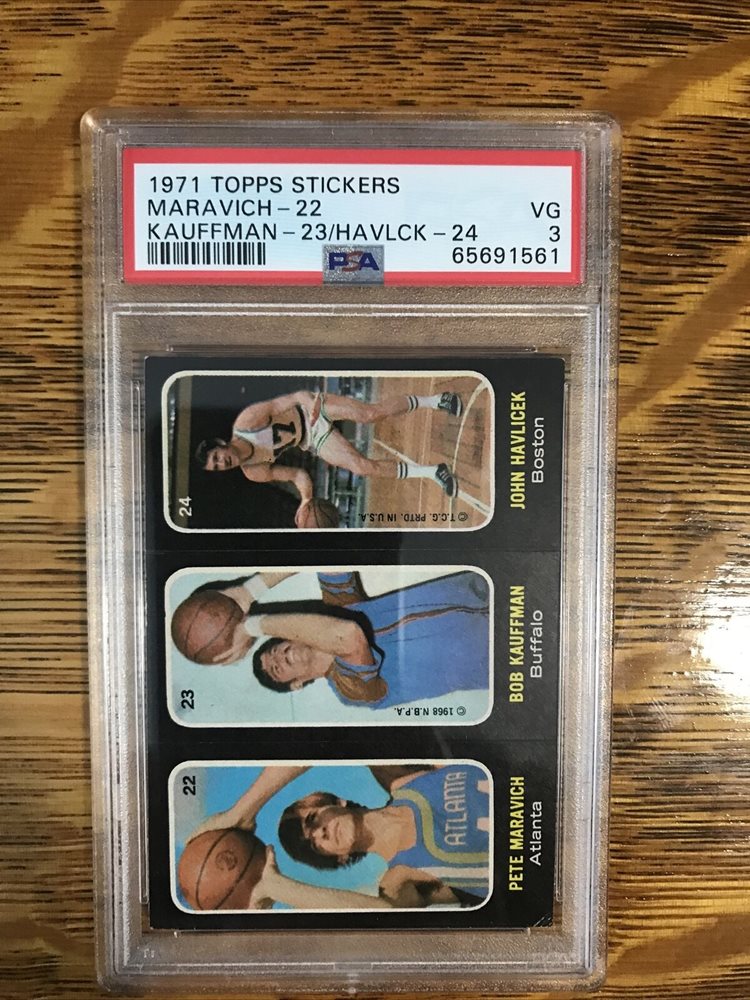 1971 TOPPS STICKERS
MARAVICH - 22 VG
KAUFFMAN - 23/HAVLCK - 24 3
PSA 65691561
22
ATLANTA
PETE MARAVICH
Atlanta
23
© 1968 N.B.P.A.
BOB KAUFFMAN
Buffalo
24
17
© T.C.G. PRTD. IN U.S.A.
JOHN HAVLICEK
Boston